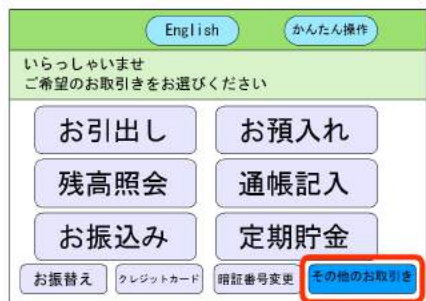 English かんたん操作
いらっしゃいませ
ご希望のお取引きをお選びください
お引出し お預入れ
残高照会 通帳記入
お振込み 定期貯金
お振替え クレジットカード 暗証番号変更 その他のお取引き